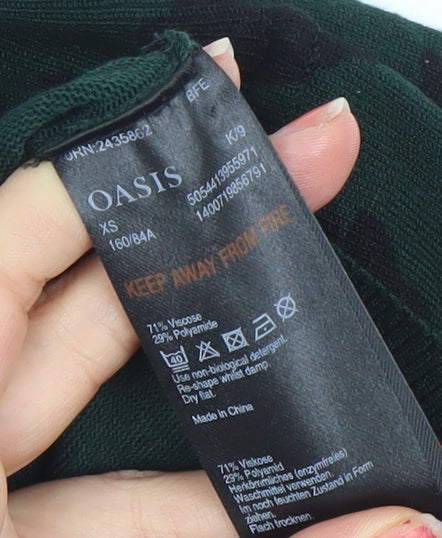 URN:2435862
BFE
OASIS
K/9
XS
5054413955971
160/84A
1400719856791
KEEP AWAY FROM FIRE
71% Viscose
29% Polyamide
40
Use non-biological detergent.
Re-shape whilst damp.
Dry flat.
Made in China
71% Viskose
29% Polyamid
Herkömmliches (enzymfreies)
Waschmittel verwenden.
Im noch feuchten Zustand in Form
ziehen.
Flach trocknen.